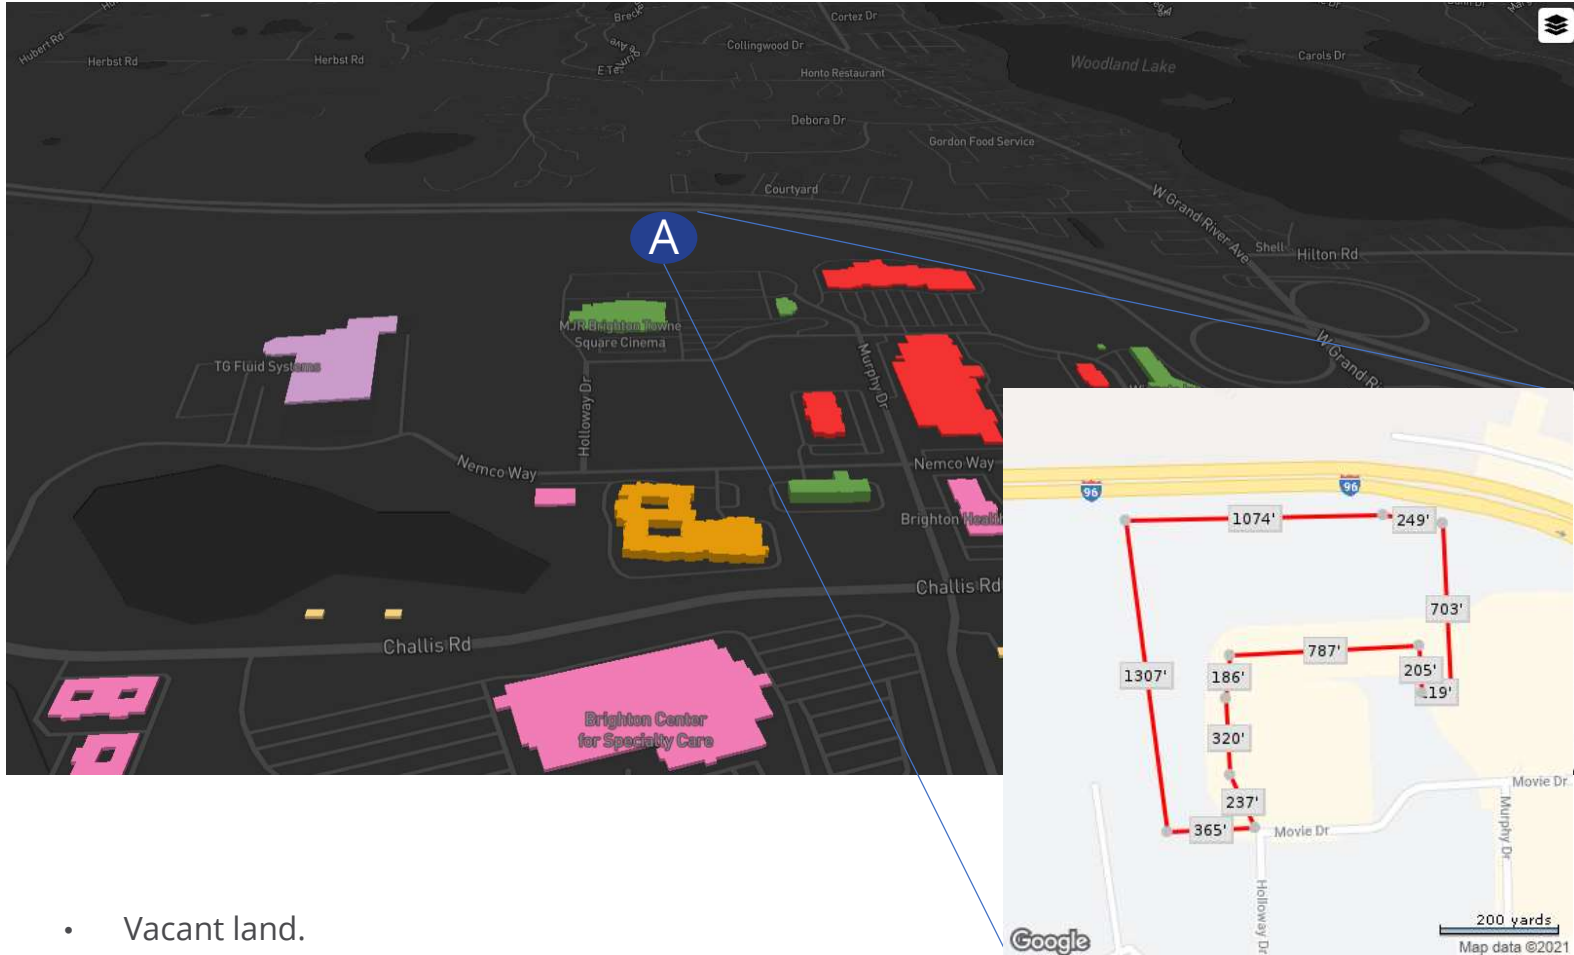 Hubert Rd
Herbst Rd
Herbst Rd
Cortez Dr
Collingwood Dr
Honto Restaurant
Woodland Lake
Carols Dr
Debora Dr
Gordon Food Service
Courtyard
W Grand River Ave
Shell
Hilton Rd
A
MJR Brighton Towne
Square Cinema
TG Fluid Systems
Murphy Dr
Holloway Dr
Nemco Way
Nemco Way
Challis Rd
Challis Rd
Brighton Center
for Specialty Care
96
96
1074'
249'
703'
787'
205'
186'
1307'
320'
237'
365'
Movie Dr
Movie Dr
Murphy Dr
Holloway Dr
200 yards
Google
Map data ©2021
• Vacant land.